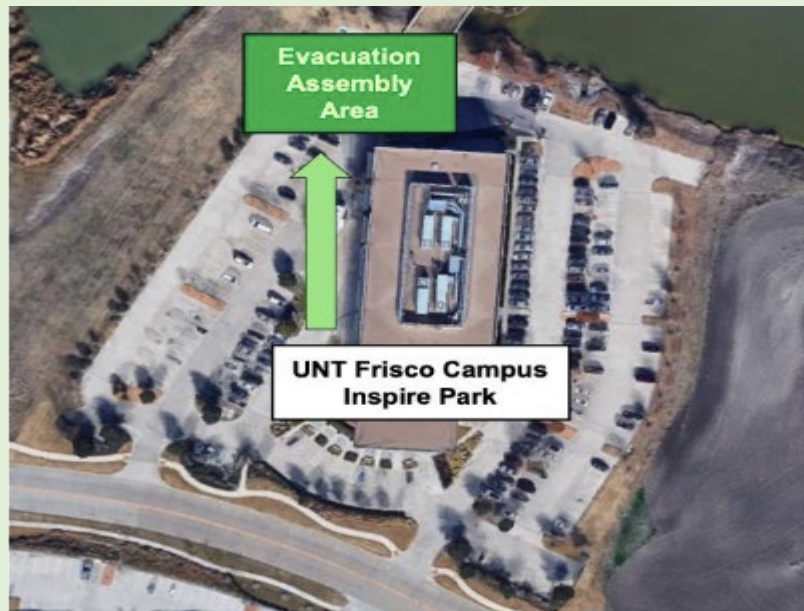 Evacuation
Assembly
Area
UNT Frisco Campus
Inspire Park